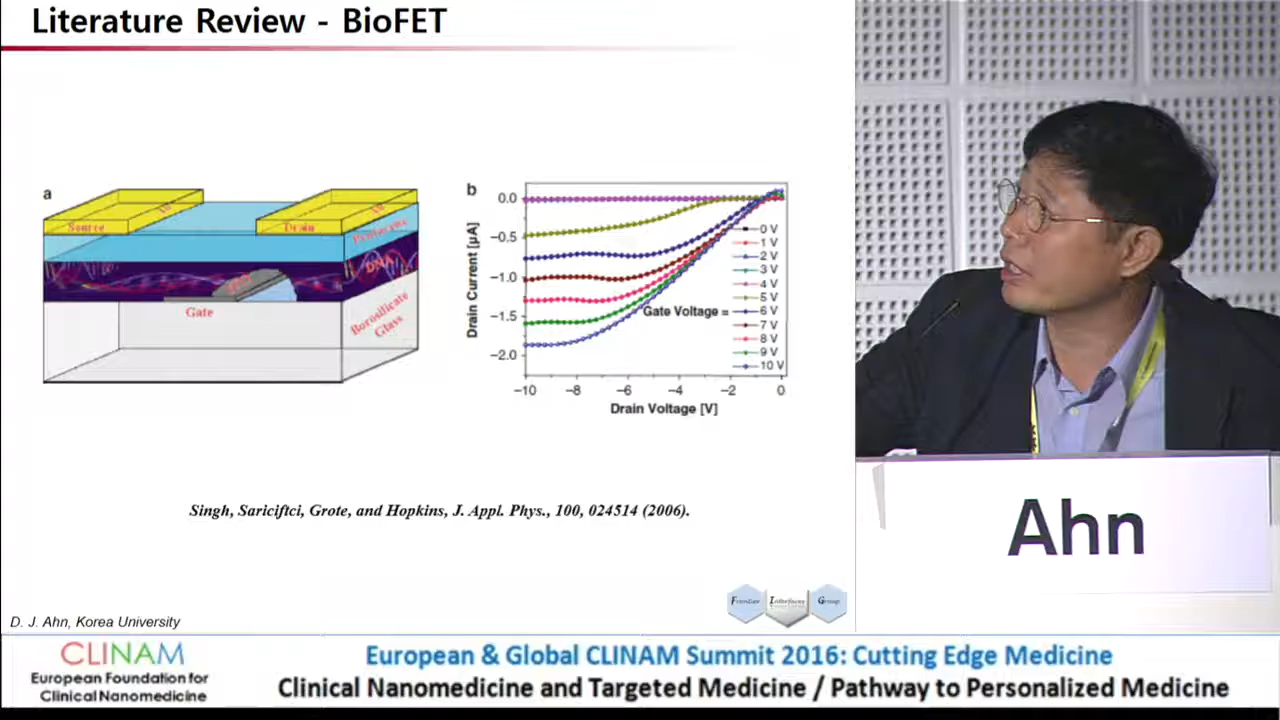 Literature Review - BioFET
a
Source
Drain
Pentacene
DNA
Gate
Borosilicate
Glass
b
Drain Current [μA]
0.0
−0.5
−1.0
−1.5
−2.0
Gate Voltage =
0 V
1 V
2 V
3 V
4 V
5 V
6 V
7 V
8 V
9 V
10 V
−10
−8
−6
−4
−2
0
Drain Voltage [V]
Singh, Sariciftci, Grote, and Hopkins, J. Appl. Phys., 100, 024514 (2006).
Frontier
Interfaces
Group
D. J. Ahn, Korea University
Ahn
CLINAM
European Foundation for
Clinical Nanomedicine
European & Global CLINAM Summit 2016: Cutting Edge Medicine
Clinical Nanomedicine and Targeted Medicine / Pathway to Personalized Medicine